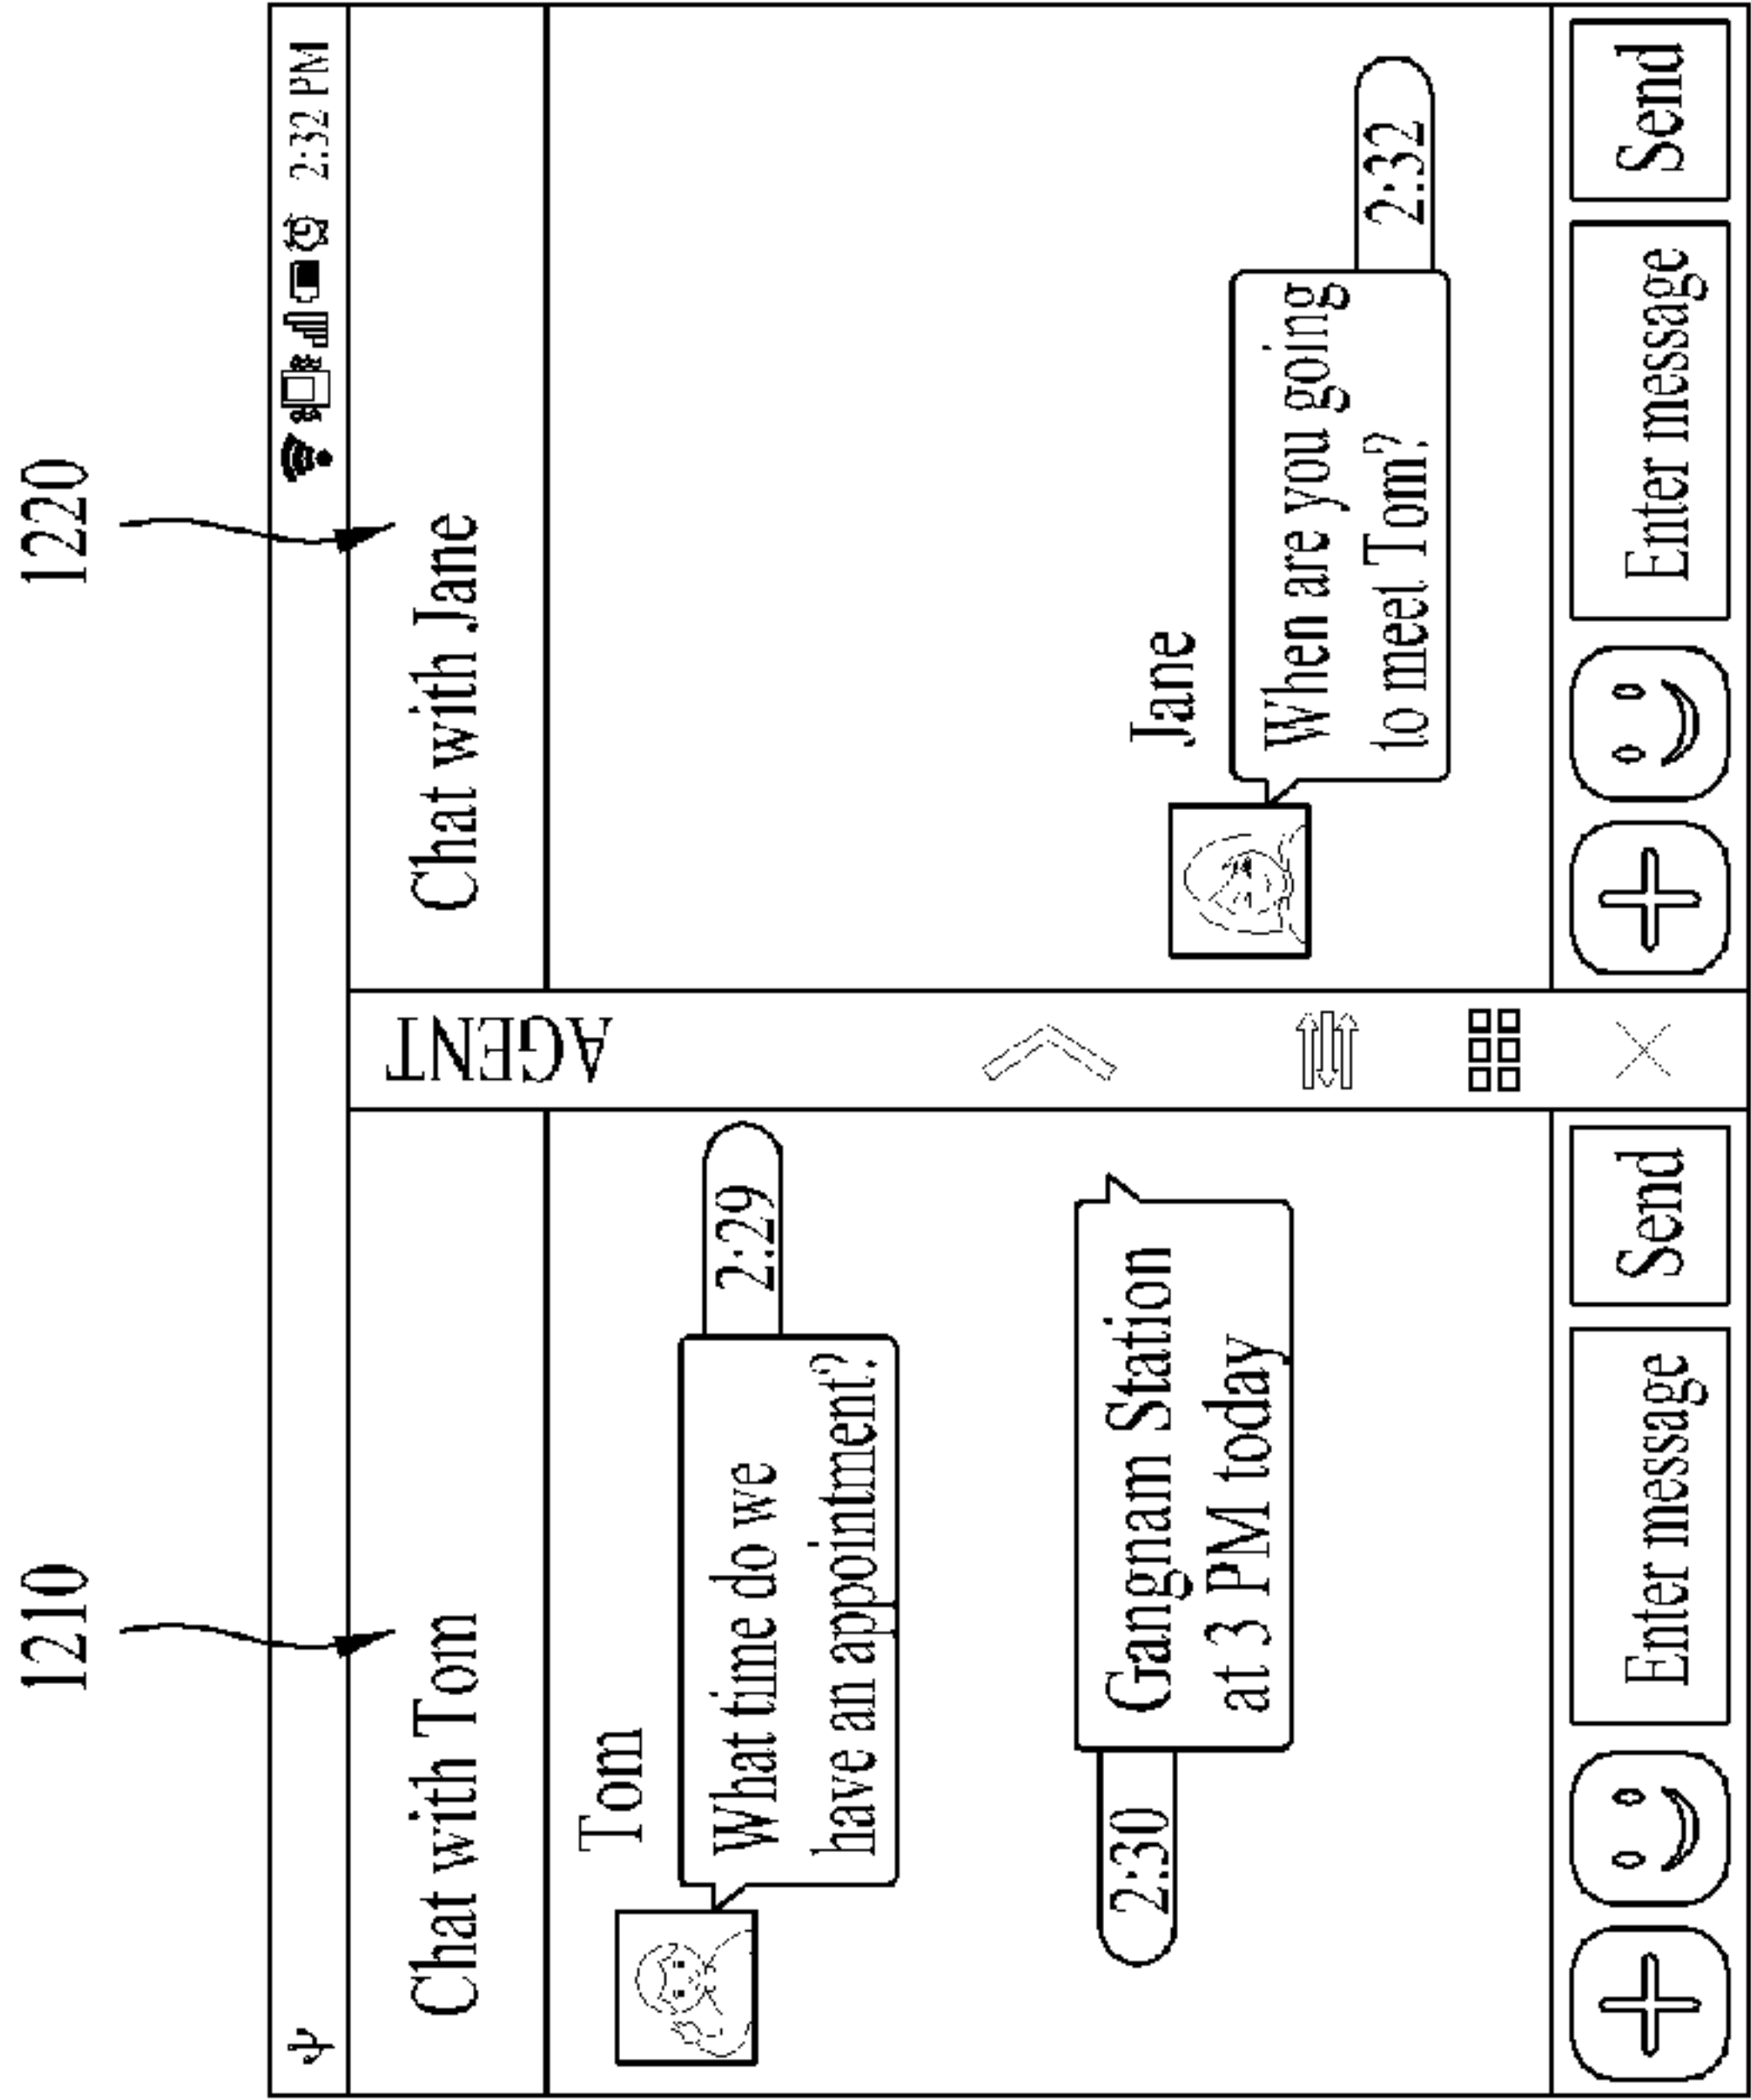 1210
1220
2:32 PM
Chat with Tom
Tom
What time do we
have an appointment?
2:29
Gangnam Station
at 3 PM today
2:30
Enter message
Send
AGENT
Chat with Jane
Jane
When are you going
to meet Tom?
2:32
Enter message
Send